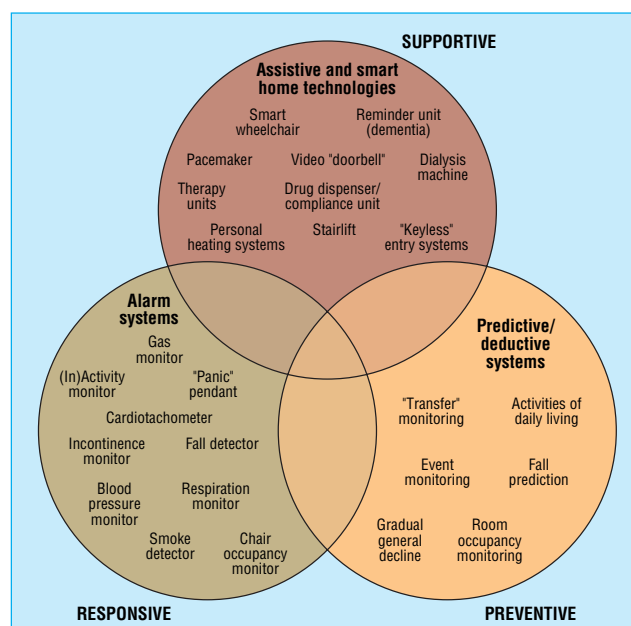 SUPPORTIVE
Assistive and smart
home technologies
Smart
wheelchair
Reminder unit
(dementia)
Pacemaker
Video "doorbell"
Dialysis
machine
Therapy
units
Drug dispenser/
compliance unit
Personal
heating systems
Stairlift
"Keyless"
entry systems
Alarm
systems
Gas
monitor
(In)Activity
monitor
"Panic"
pendant
Cardiotachometer
Incontinence
monitor
Fall detector
Blood
pressure
monitor
Respiration
monitor
Smoke
detector
Chair
occupancy
monitor
RESPONSIVE
Predictive/
deductive
systems
"Transfer"
monitoring
Activities of
daily living
Event
monitoring
Fall
prediction
Gradual
general
decline
Room
occupancy
monitoring
PREVENTIVE